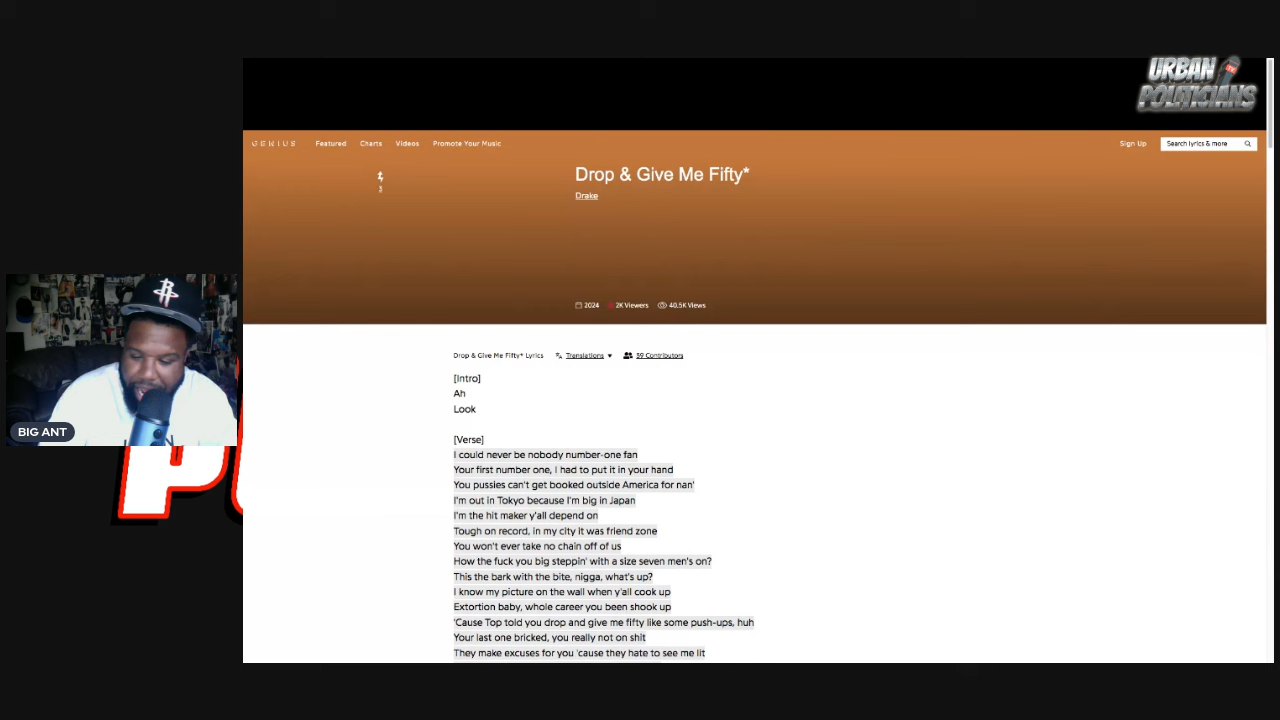 URBAN
POLITICIANS
GENIUS
Featured
Charts
Videos
Promote Your Music
Sign Up
Search lyrics & more
3
Drop & Give Me Fifty*
Drake
2024
2K Viewers
40.5K Views
Drop & Give Me Fifty* Lyrics
Translations
59 Contributors
[Intro]
Ah
Look
[Verse]
I could never be nobody number-one fan
Your first number one, I had to put it in your hand
You pussies can't get booked outside America for nan'
I'm out in Tokyo because I'm big in Japan
I'm the hit maker y'all depend on
Tough on record, in my city it was friend zone
You won't ever take no chain off of us
How the fuck you big steppin' with a size seven men's on?
This the bark with the bite, nigga, what's up?
I know my picture on the wall when y'all cook up
Extortion baby, whole career you been shook up
'Cause Top told you drop and give me fifty like some push-ups, huh
Your last one bricked, you really not on shit
They make excuses for you 'cause they hate to see me lit
BIG ANT